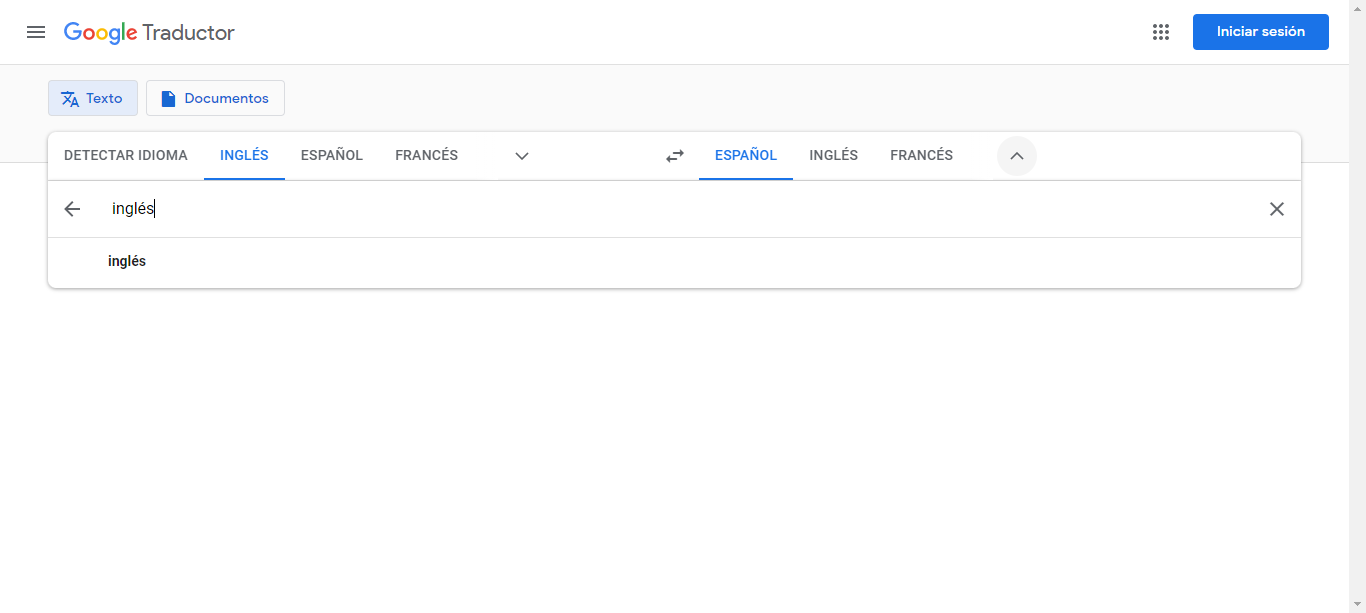 Google Traductor
Iniciar sesión
Texto
Documentos
DETECTAR IDIOMA INGLÉS ESPAÑOL FRANCÉS ESPAÑOL INGLÉS FRANCÉS
inglés
inglés